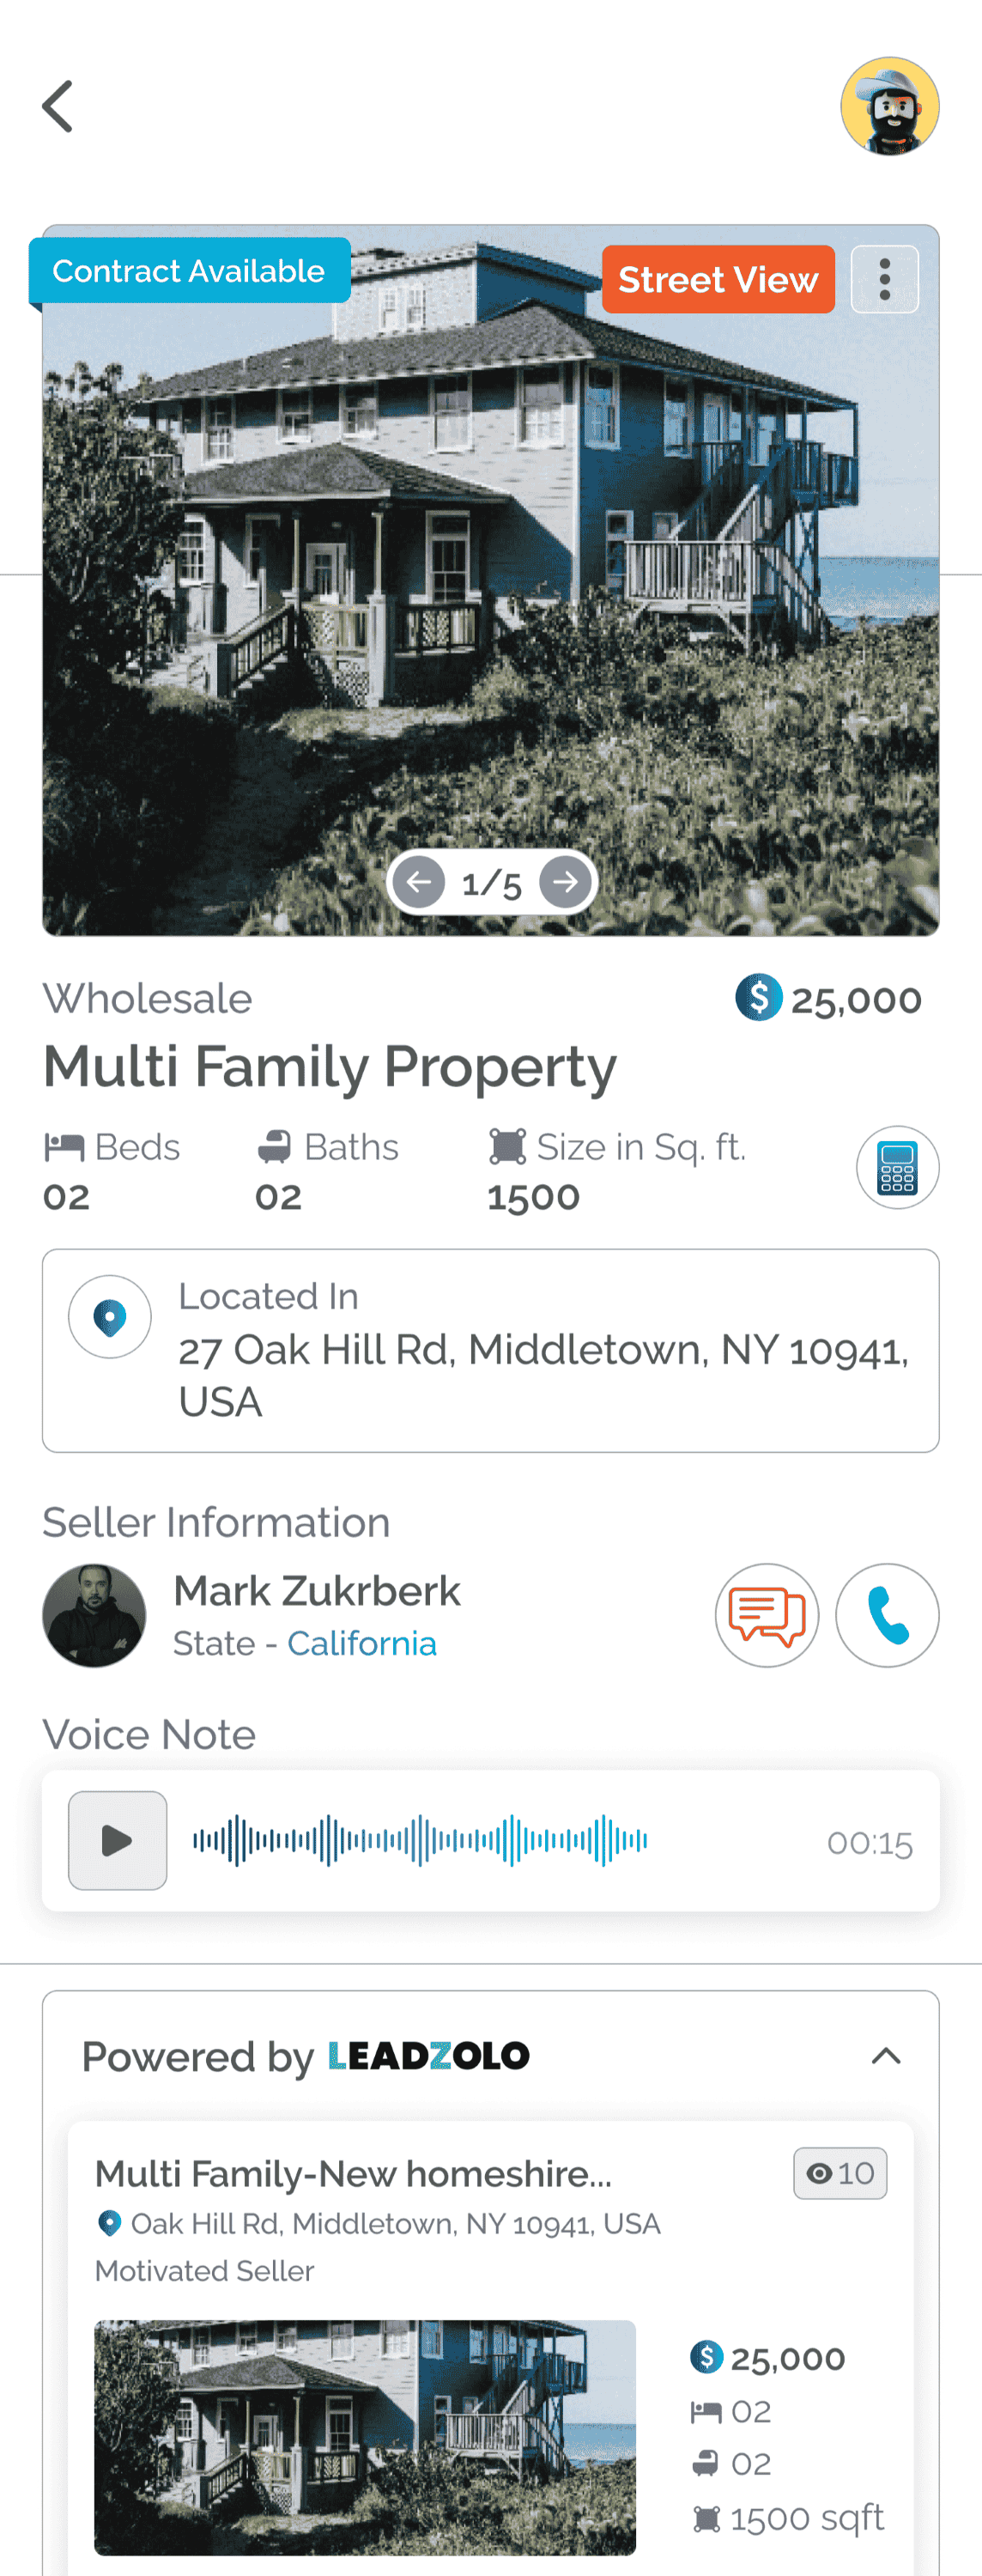 Contract Available
Street View
1/5
Wholesale
25,000
Multi Family Property
Beds
Baths
Size in Sq. ft.
02
02
1500
Located In
27 Oak Hill Rd, Middletown, NY 10941,
USA
Seller Information
Mark Zukrberk
State - California
Voice Note
00:15
Powered by LEADZOLO
Multi Family-New homeshire...
10
Oak Hill Rd, Middletown, NY 10941, USA
Motivated Seller
$ 25,000
02
02
1500 sqft